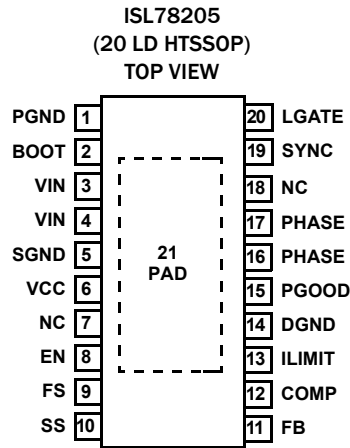 ISL78205
(20 LD HTSSOP)
TOP VIEW
PGND 1
BOOT 2
VIN 3
VIN 4
SGND 5
VCC 6
NC 7
EN 8
FS 9
SS 10
21
PAD
20 LGATE
19 SYNC
18 NC
17 PHASE
16 PHASE
15 PGOOD
14 DGND
13 ILIMIT
12 COMP
11 FB